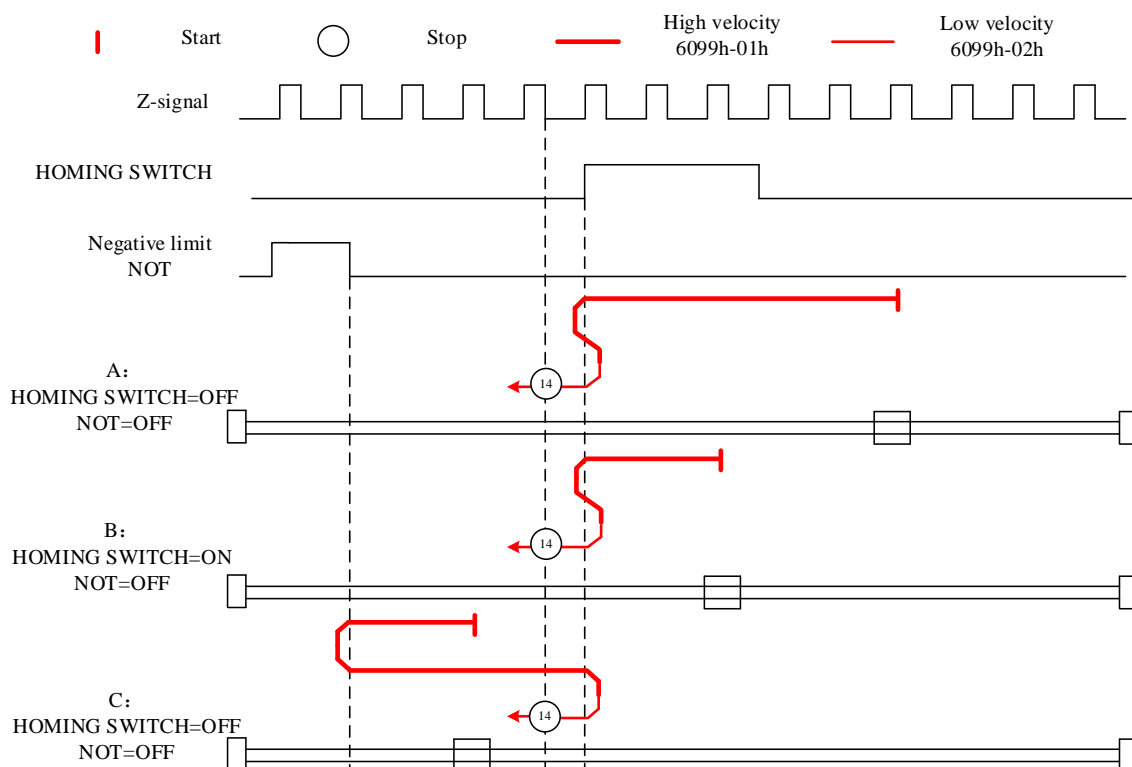 Start
Stop
High velocity
6099h-01h
Low velocity
6099h-02h
Z-signal
HOMING SWITCH
Negative limit
NOT
A：
HOMING SWITCH=OFF
NOT=OFF
14
B：
HOMING SWITCH=ON
NOT=OFF
14
C：
HOMING SWITCH=OFF
NOT=OFF
14